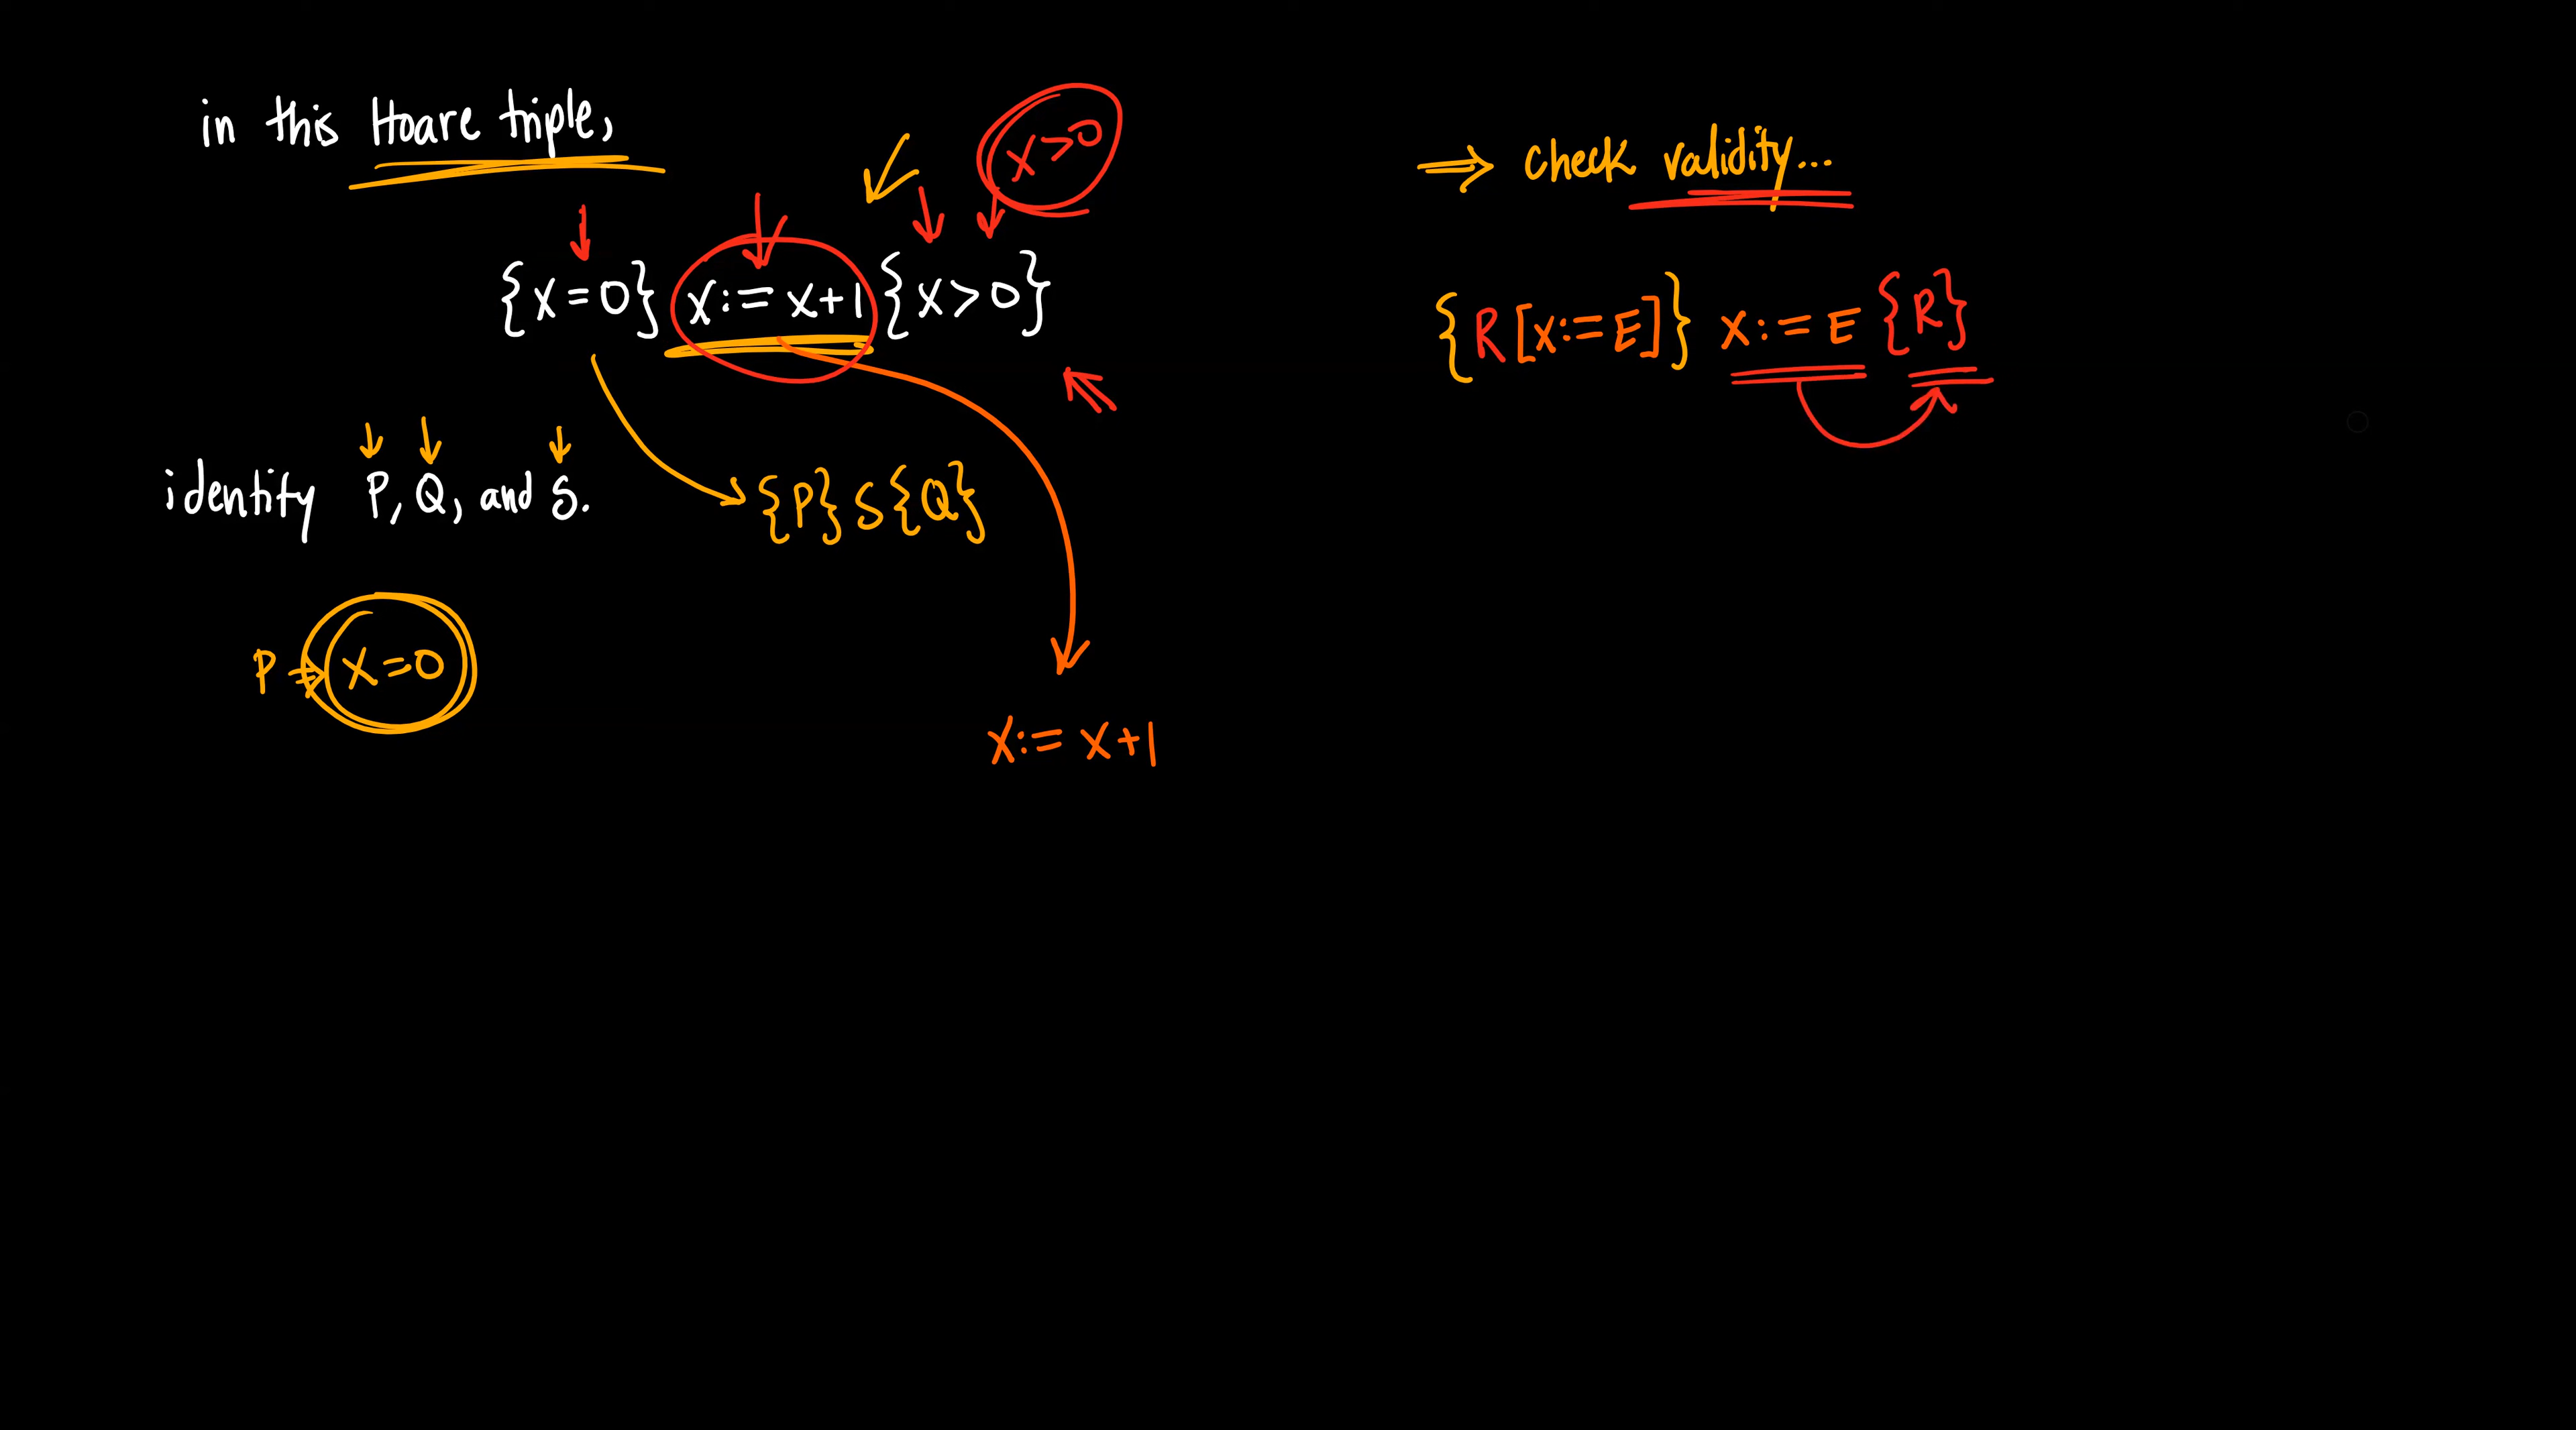 in this Hoare triple,
x>0
{x=0} x:= x+1 {x>0}
identify P, Q, and S.
{P} S {Q}
P → x=0
x:= x+1
⇒ check validity...
{R[x:=E]} x:= E {R}